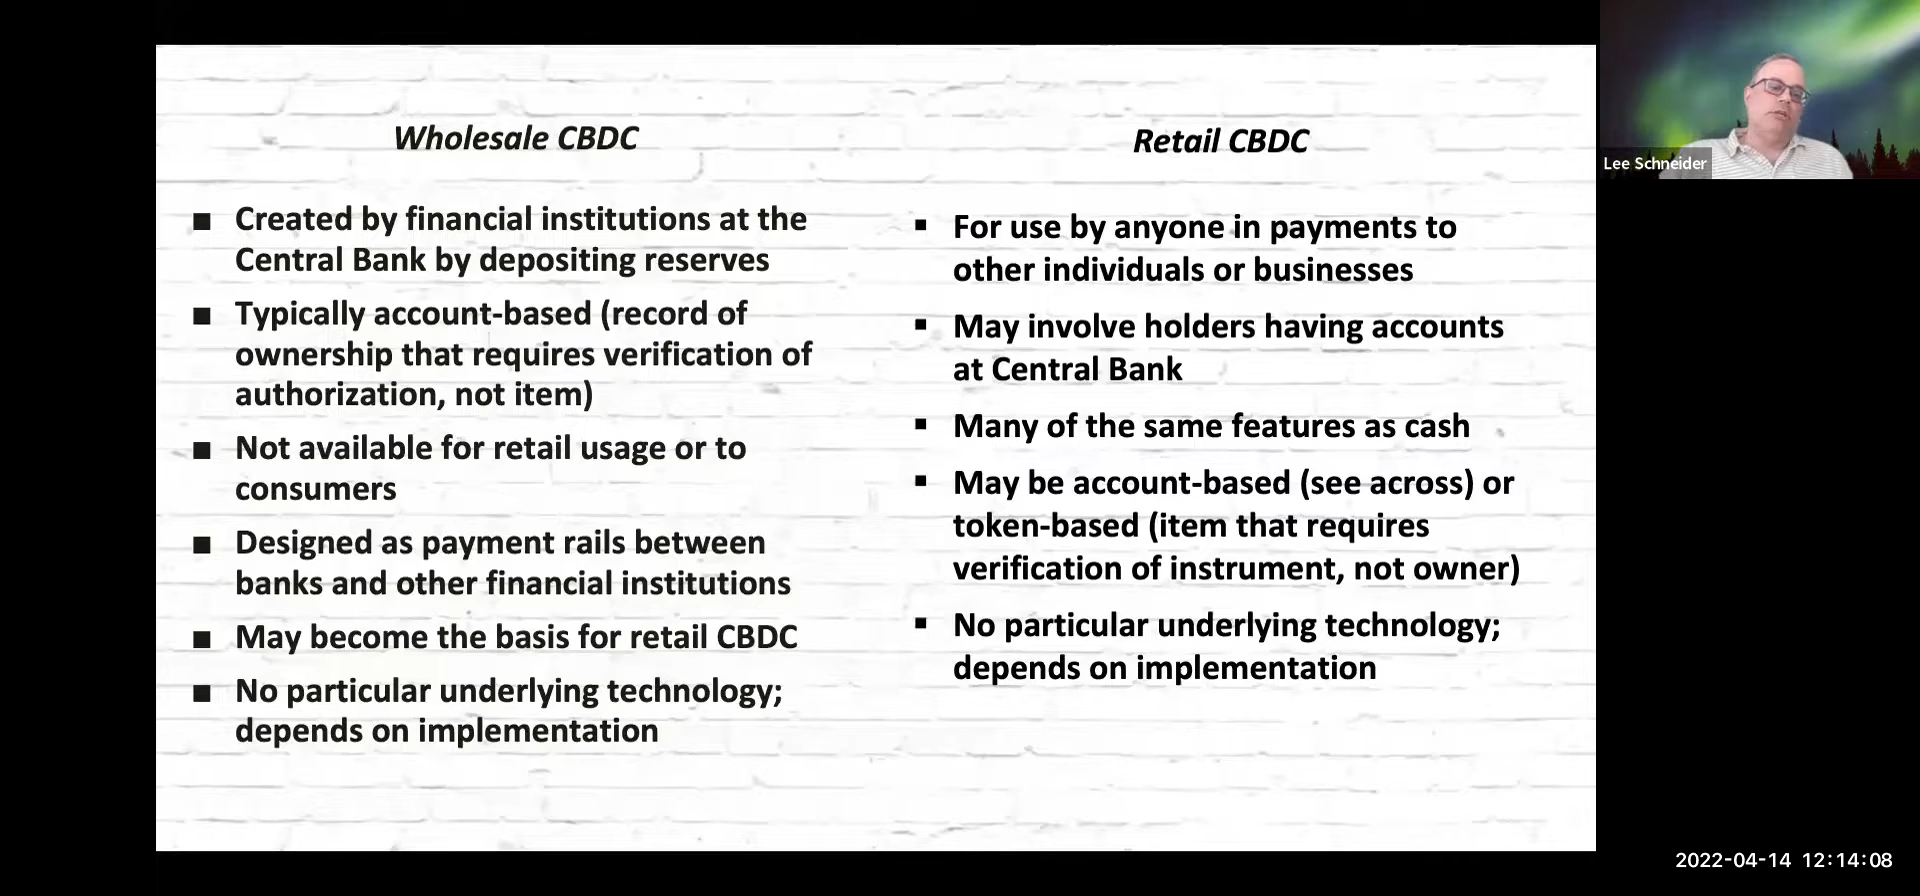 Wholesale CBDC
■ Created by financial institutions at the
Central Bank by depositing reserves
■ Typically account-based (record of
ownership that requires verification of
authorization, not item)
■ Not available for retail usage or to
consumers
■ Designed as payment rails between
banks and other financial institutions
■ May become the basis for retail CBDC
■ No particular underlying technology;
depends on implementation
Retail CBDC
▪ For use by anyone in payments to
other individuals or businesses
▪ May involve holders having accounts
at Central Bank
▪ Many of the same features as cash
▪ May be account-based (see across) or
token-based (item that requires
verification of instrument, not owner)
▪ No particular underlying technology;
depends on implementation
Lee Schneider
2022-04-14 12:14:08